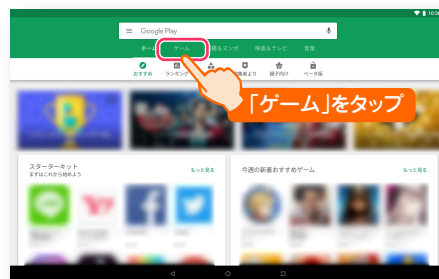 10:30
Google Play
ホーム ゲーム 映画&テレビ 音楽
おすすめ ランキング 親子向け ベータ版
「ゲーム」をタップ
スターターキット もっと見る
まずはこれから始めよう
今週の新着おすすめゲーム もっと見る